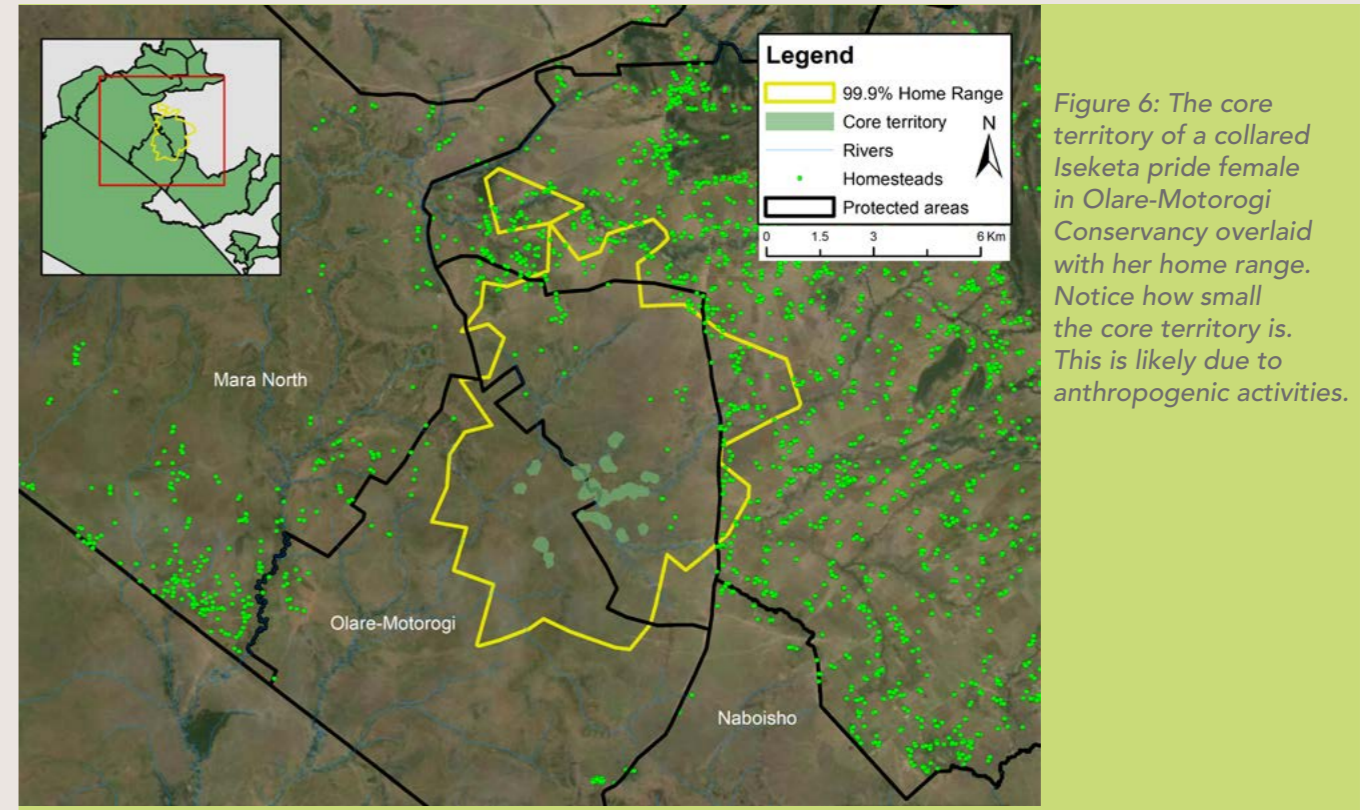 Legend
99.9% Home Range
Core territory
N
Rivers
Homesteads
Protected areas
0 1.5 3 6 Km
Mara North
Olare-Motorogi
Naboisho
Figure 6: The core
territory of a collared
Iseketa pride female
in Olare-Motorogi
Conservancy overlaid
with her home range.
Notice how small
the core territory is.
This is likely due to
anthropogenic activities.